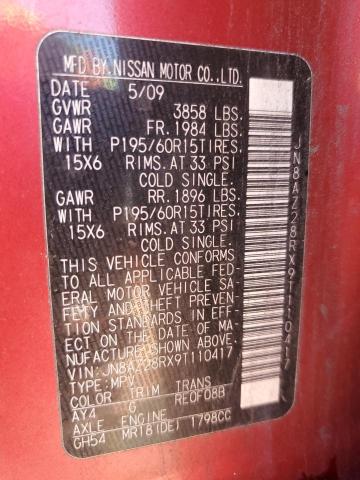 MFD BY NISSAN MOTOR CO., LTD.
DATE 5/09
GVWR 3858 LBS.
GAWR FR. 1984 LBS.
WITH P195/60R15TIRES.
15X6 RIMS. AT 33 PSI
COLD SINGLE.
GAWR RR. 1896 LBS.
WITH P195/60R15TIRES.
15X6 RIMS. AT 33 PSI
COLD SINGLE.
THIS VEHICLE CONFORMS
TO ALL APPLICABLE FED-
ERAL MOTOR VEHICLE SA-
FETY, BUMPER, THEFT PREVEN-
TION STANDARDS IN EFF-
ECT ON THE DATE OF MA-
NUFACTURE SHOWN ABOVE.
VIN: JN8AZ28RX9T110417
TYPE: MPV
COLOR TRIM TRANS
AY4 G RE0F08B
AXLE ENGINE
GH54 MR18(DE) 1798CC
JN8AZ28RX9T110417